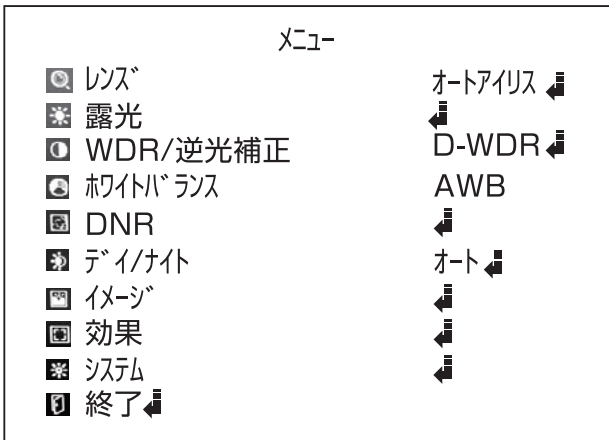 メニュー
レンズ オートアイリス
露光
WDR/逆光補正 D-WDR
ホワイトバランス AWB
DNR
デイ/ナイト オート
イメージ
効果
システム
終了